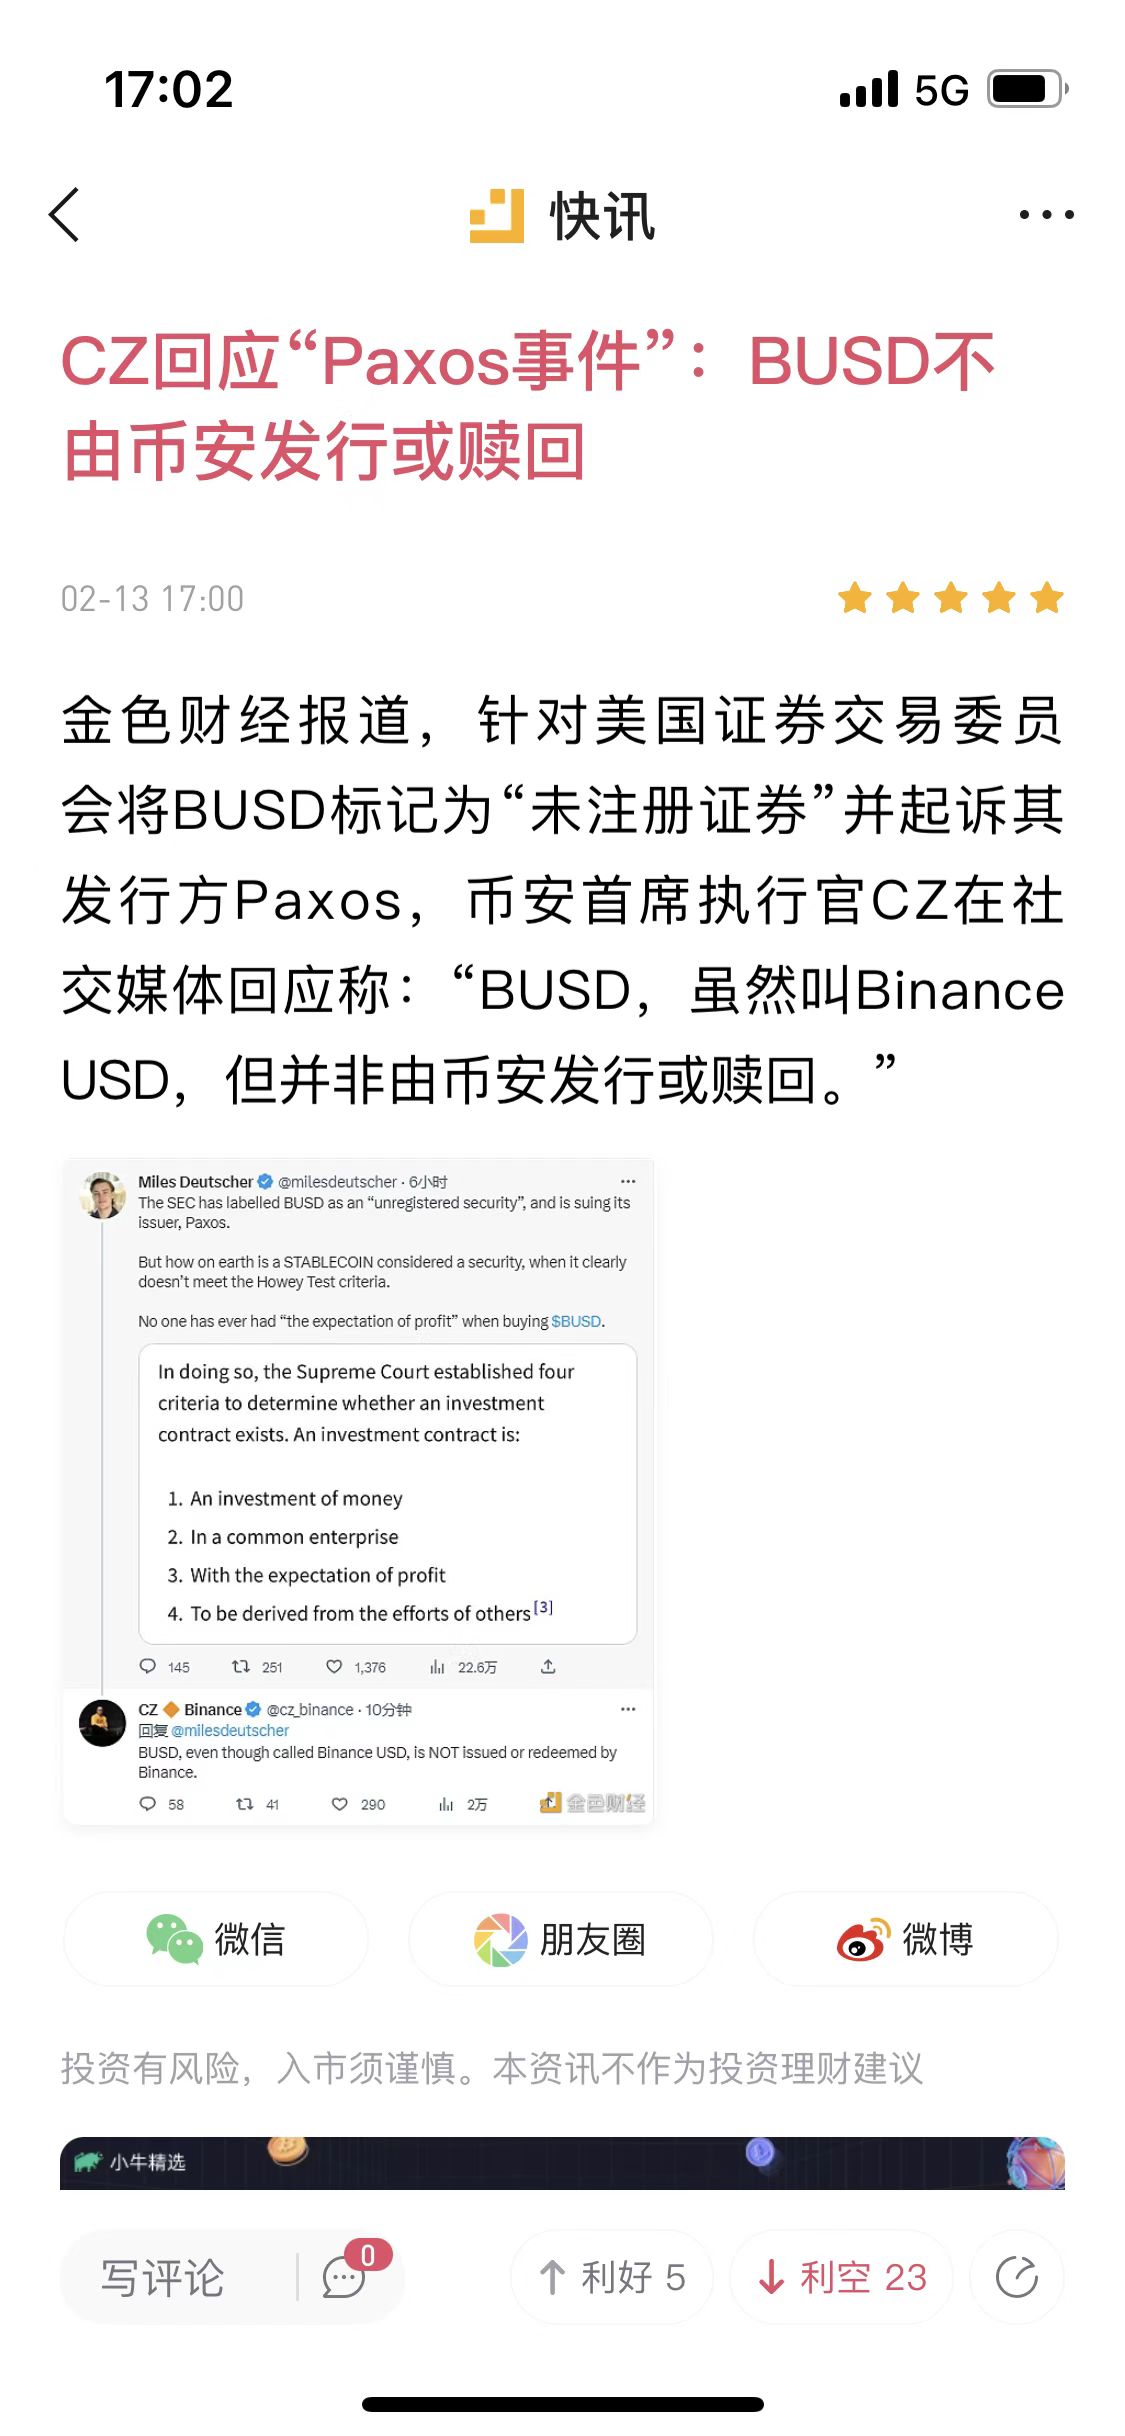 17:02
5G
快讯
CZ回应“Paxos事件”：BUSD不
由币安发行或赎回
02-13 17:00
金色财经报道，针对美国证券交易委员
会将BUSD标记为“未注册证券”并起诉其
发行方Paxos，币安首席执行官CZ在社
交媒体回应称：“BUSD，虽然叫Binance
USD，但并非由币安发行或赎回。”
Miles Deutscher @milesdeutscher · 6小时
The SEC has labelled BUSD as an “unregistered security”, and is suing its
issuer, Paxos.
But how on earth is a STABLECOIN considered a security, when it clearly
doesn’t meet the Howey Test criteria.
No one has ever had “the expectation of profit” when buying $BUSD.
In doing so, the Supreme Court established four
criteria to determine whether an investment
contract exists. An investment contract is:
1. An investment of money
2. In a common enterprise
3. With the expectation of profit
4. To be derived from the efforts of others[3]
145 251 1,376 22.6万
CZ 🔶 Binance @cz_binance · 10分钟
回复 @milesdeutscher
BUSD, even though called Binance USD, is NOT issued or redeemed by
Binance.
58 41 290 2万 金色财经
微信 朋友圈 微博
投资有风险，入市须谨慎。本资讯不作为投资理财建议
小牛精选
写评论 0 利好 5 利空 23